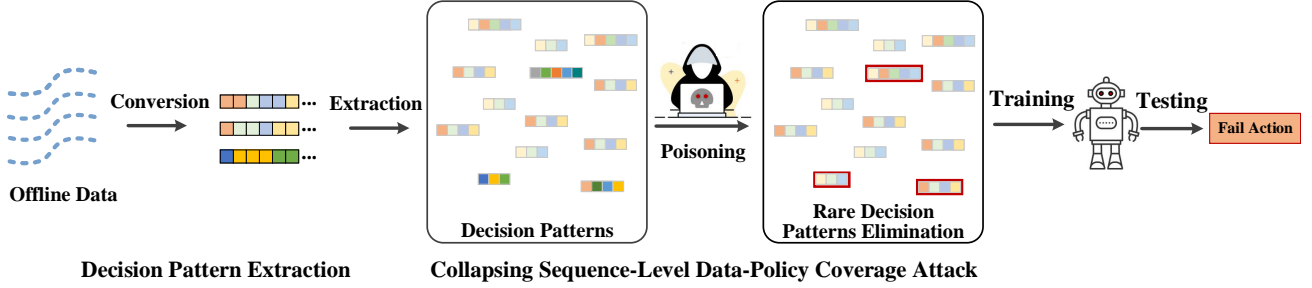 Offline Data
Conversion
...
...
...
Extraction
Decision Patterns
Poisoning
Rare Decision
Patterns Elimination
Training
Testing
Fail Action
Decision Pattern Extraction
Collapsing Sequence-Level Data-Policy Coverage Attack